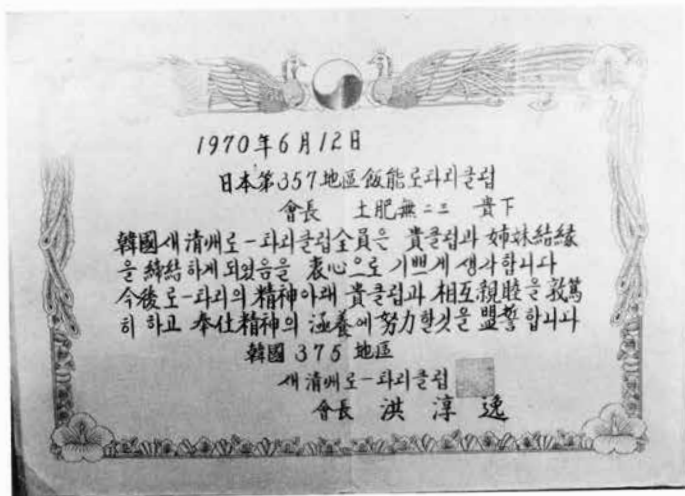 1970年6月12日
日本第357地區飯能로타리클럽
會長 土肥無二三 貴下
韓國새淸州로-타리클럽全員은 貴클럽과 姉妹結緣
을 締結하게되었음을 衷心으로 기쁘게 생각합니다
今後로-타리의 精神아래 貴클럽과 相互親睦을 敦篤
히 하고 奉仕精神의 涵養에努力할것을 盟誓합니다
韓國 375 地區
새淸州로-타리클럽
會長 洪淳逸